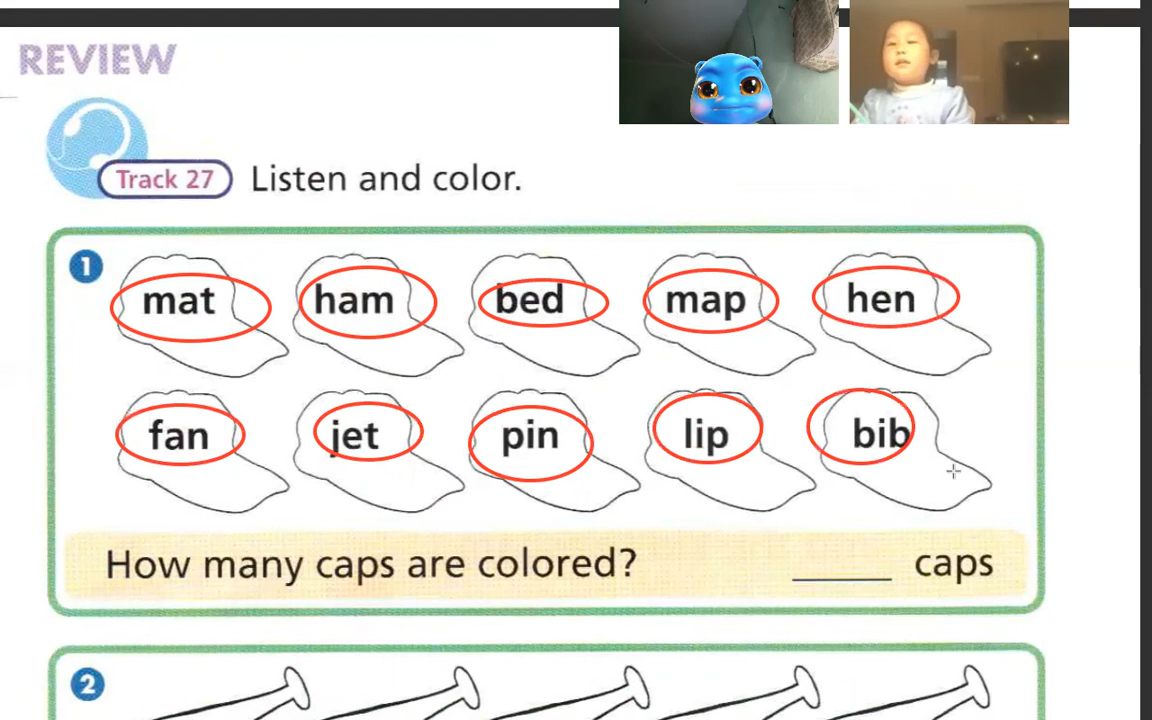 REVIEW
Track 27 Listen and color.
1
mat ham bed map hen
fan jet pin lip bib
How many caps are colored? ______ caps
2